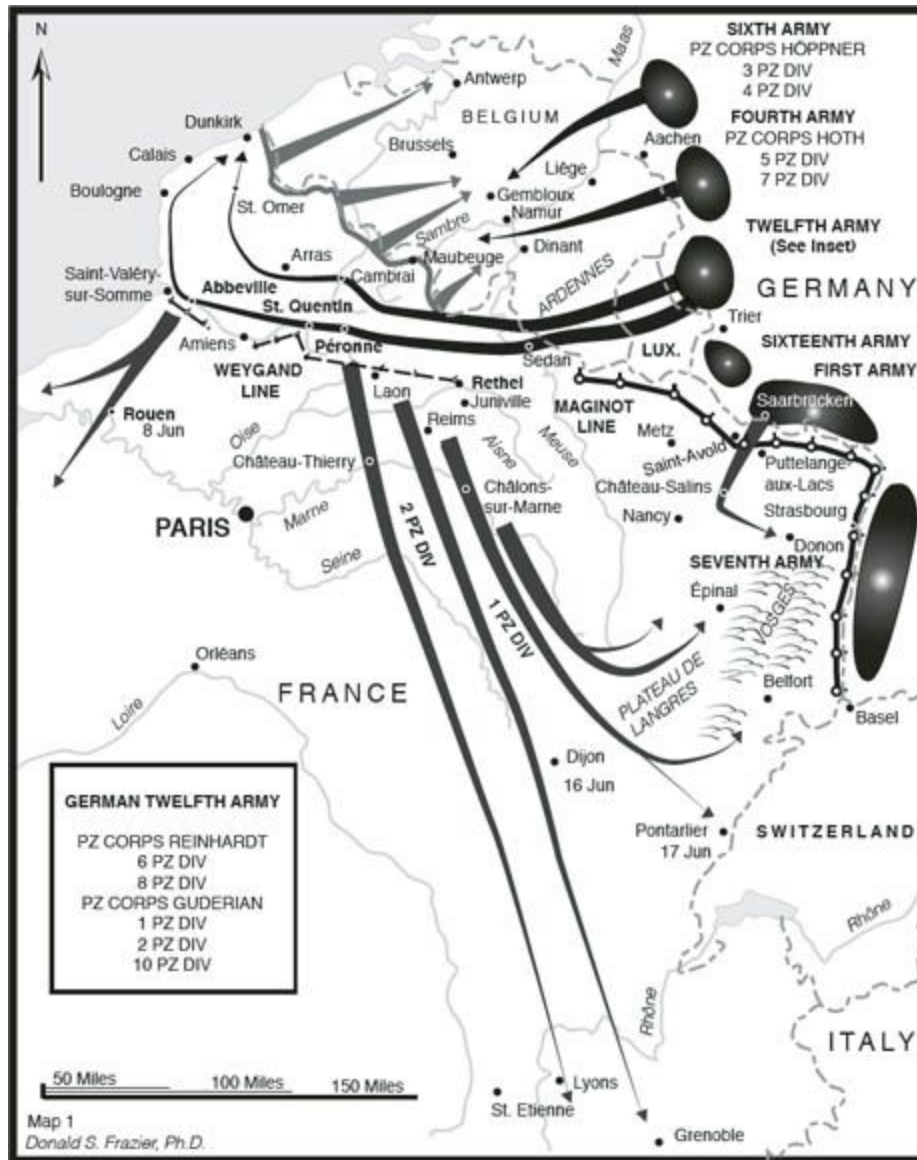 N
SIXTH ARMY
PZ CORPS HÖPPNER
3 PZ DIV
4 PZ DIV
FOURTH ARMY
PZ CORPS HOTH
5 PZ DIV
7 PZ DIV
TWELFTH ARMY
(See Inset)
GERMANY
SIXTEENTH ARMY
FIRST ARMY
Maas
Antwerp
BELGIUM
Dunkirk
Calais
Brussels
Aachen
Liège
Boulogne
St. Omer
Gembloux
Namur
Sambre
Arras
Maubeuge
Dinant
Saint-Valéry-
sur-Somme
Abbeville
Cambrai
ARDENNES
St. Quentin
Trier
Amiens
Péronne
Sedan
LUX.
WEYGAND
LINE
Laon
Rethel
Juniville
MAGINOT
LINE
Saarbrücken
Rouen
8 Jun
Oise
Reims
Aisne
Meuse
Metz
Saint-Avold
Château-Thierry
Puttelange-
aux-Lacs
Châlons-
sur-Marne
Château-Salins
Strasbourg
PARIS
Marne
Nancy
Donon
Seine
2 PZ DIV
SEVENTH ARMY
Épinal
VOSGES
1 PZ DIV
Orléans
FRANCE
PLATEAU DE
LANGRES
Belfort
Basel
Loire
Dijon
16 Jun
Pontarlier
17 Jun
SWITZERLAND
GERMAN TWELFTH ARMY
PZ CORPS REINHARDT
6 PZ DIV
8 PZ DIV
PZ CORPS GUDERIAN
1 PZ DIV
2 PZ DIV
10 PZ DIV
Rhône
Rhône
ITALY
50 Miles
100 Miles
150 Miles
Lyons
St. Etienne
Grenoble
Map 1
Donald S. Frazier, Ph.D.